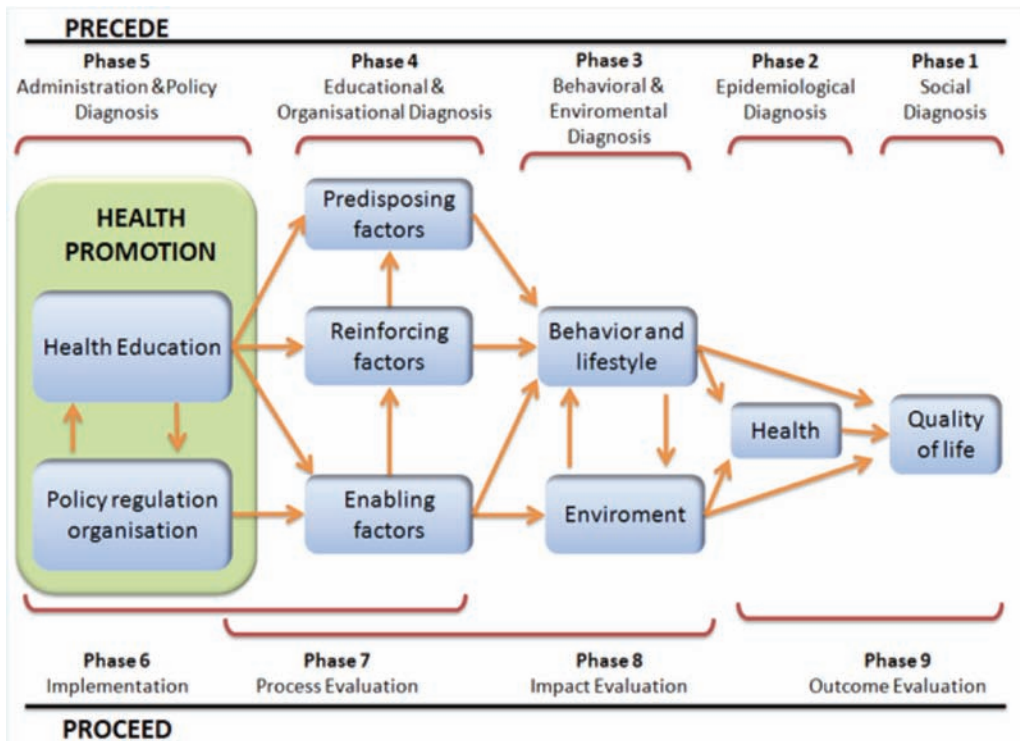 PRECEDE
Phase 5
Administration &Policy
Diagnosis
Phase 4
Educational &
Organisational Diagnosis
Phase 3
Behavioral &
Enviromental
Diagnosis
Phase 2
Epidemiological
Diagnosis
Phase 1
Social
Diagnosis
HEALTH
PROMOTION
Health Education
Policy regulation
organisation
Predisposing
factors
Reinforcing
factors
Enabling
factors
Behavior and
lifestyle
Enviroment
Health
Quality
of life
Phase 6
Implementation
Phase 7
Process Evaluation
Phase 8
Impact Evaluation
Phase 9
Outcome Evaluation
PROCEED